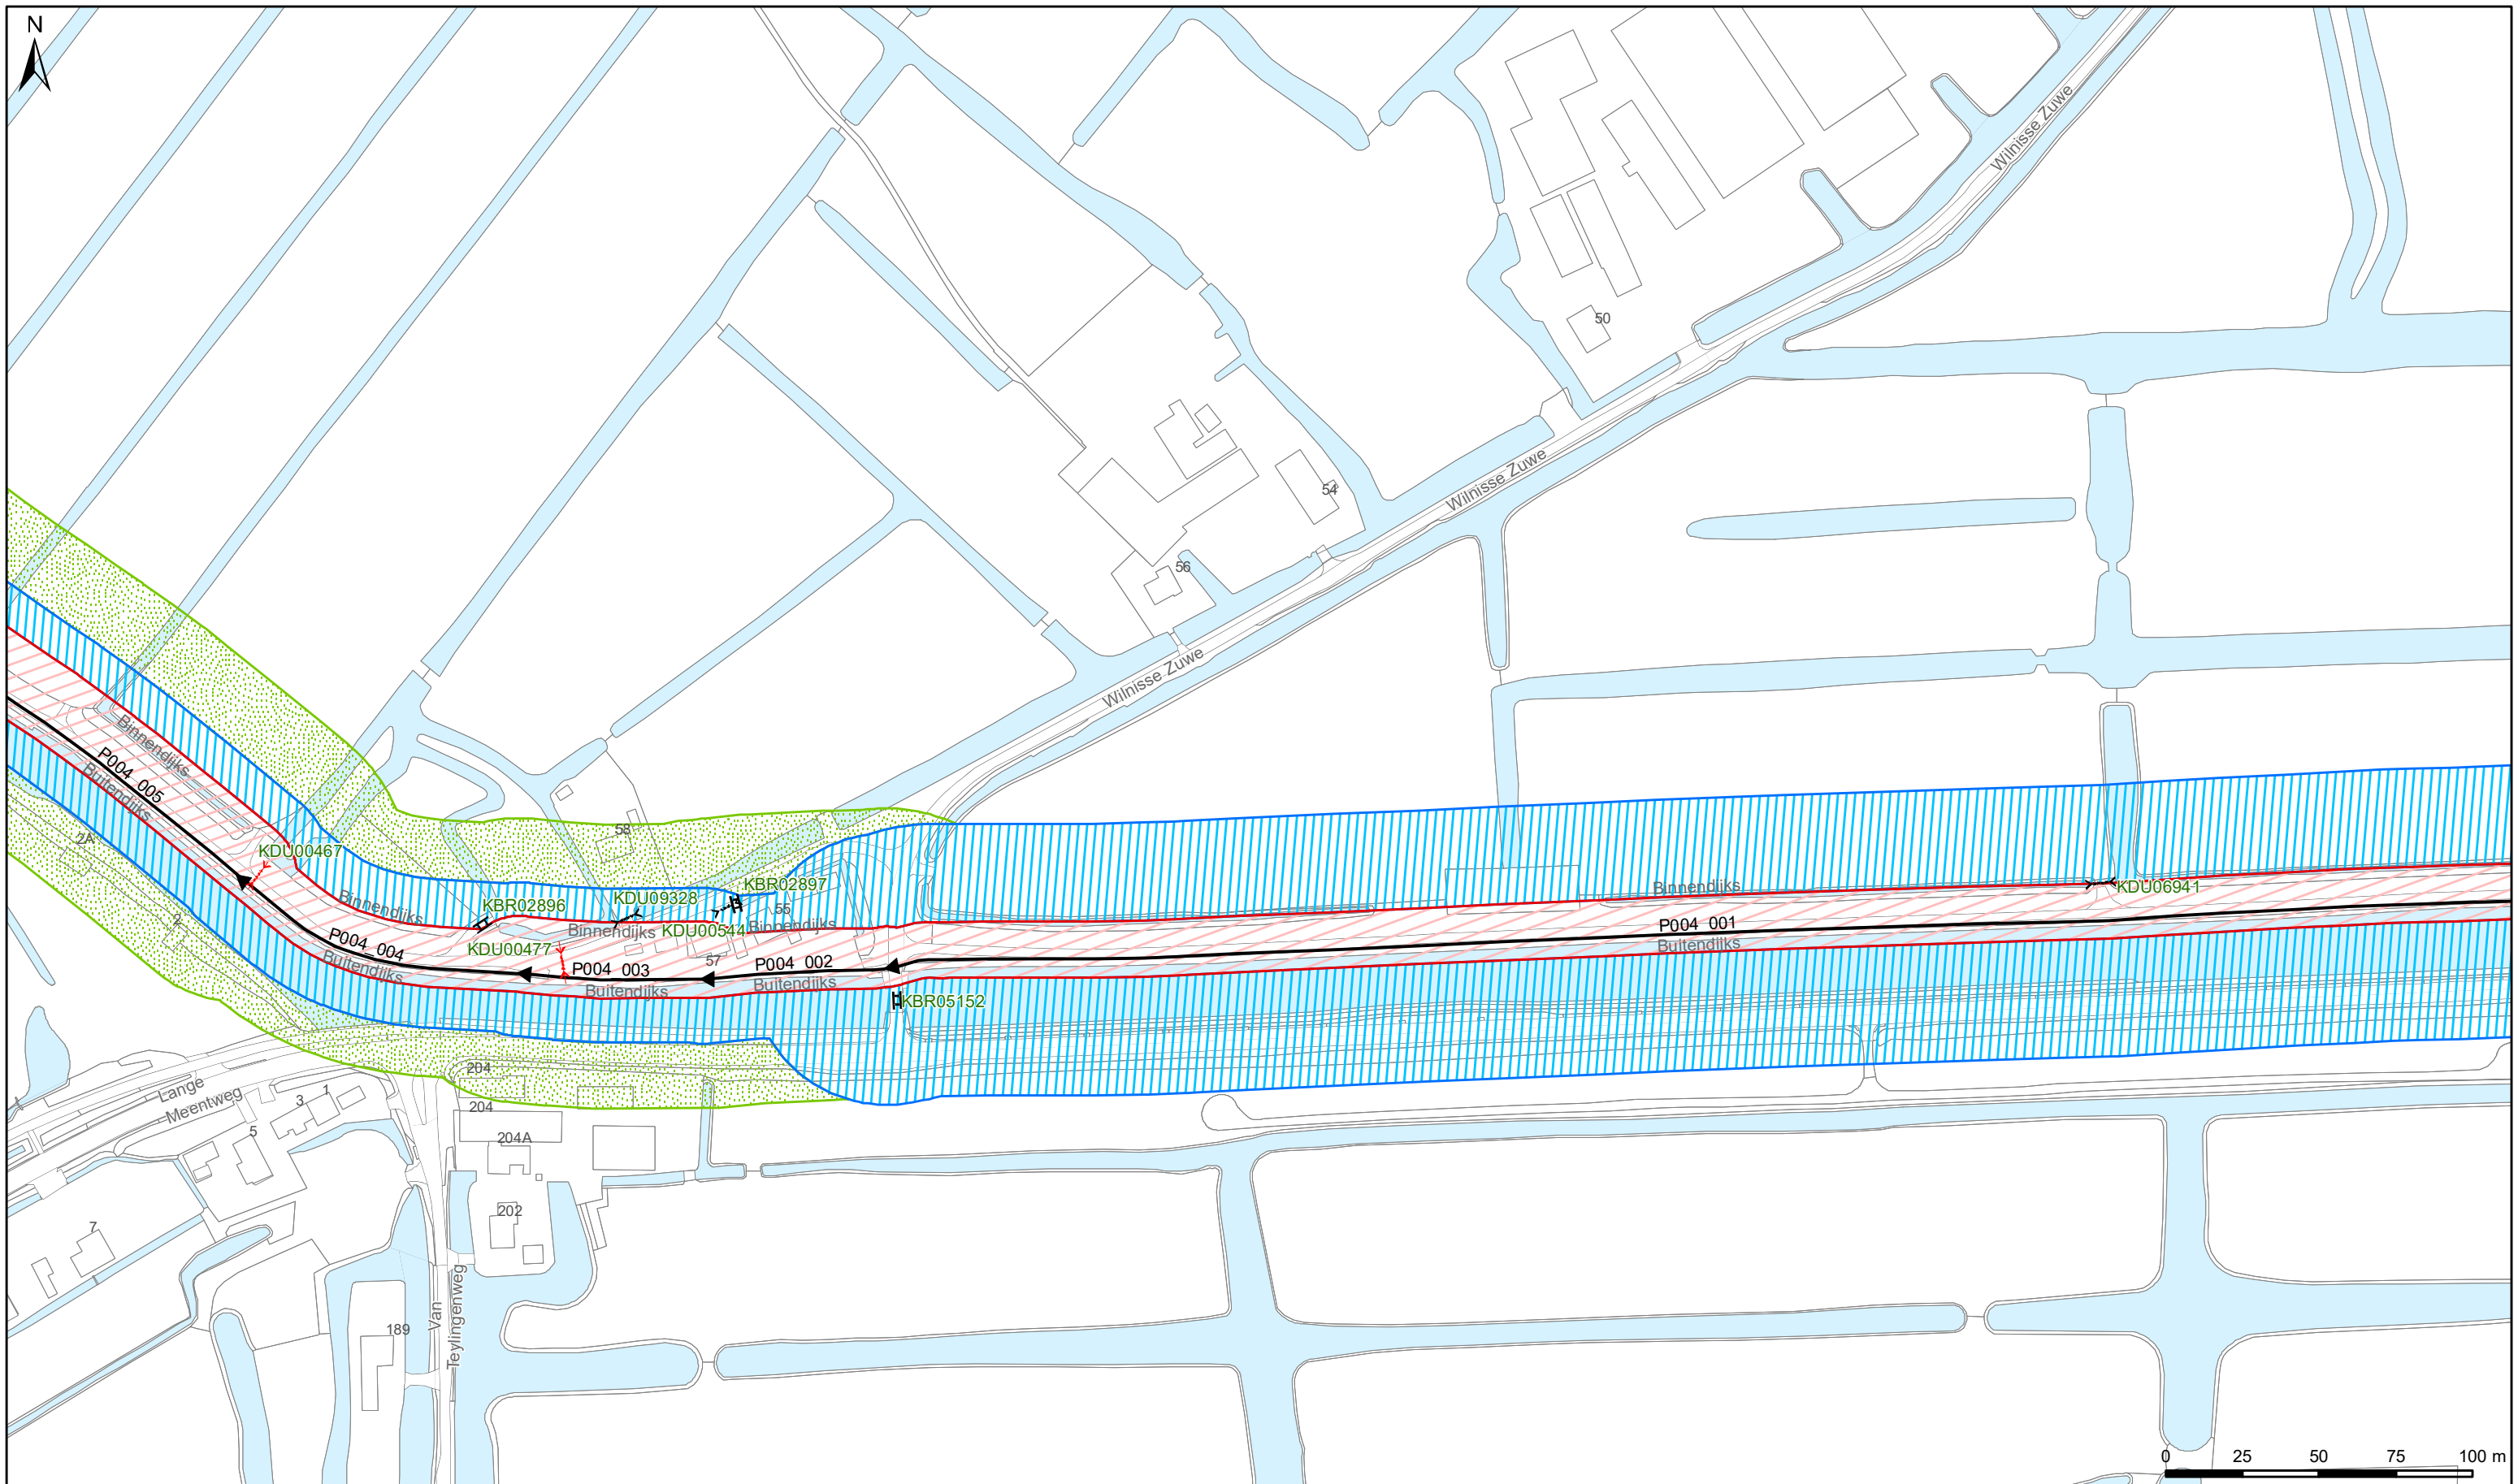 N
Wilnisse Zuwe
50
Wilnisse Zuwe
54
56
Wilnisse Zuwe
Binnendijks
P004_005
Buitendijks
2A
KDU00467
58
2
Binnendijks
KBR02896
KDU09328
KBR02897
55
Binnendijks
KDU00544
Binnendijks
KDU00477
57
P004_004
Buitendijks
P004_003
Buitendijks
P004_002
Buitendijks
KBR05152
Binnendijks
P004_001
Buitendijks
KDU06941
Lange
Meentweg
1
3
5
7
204
204
204A
202
189
Van
Teylingenweg
0 25 50 75 100 m